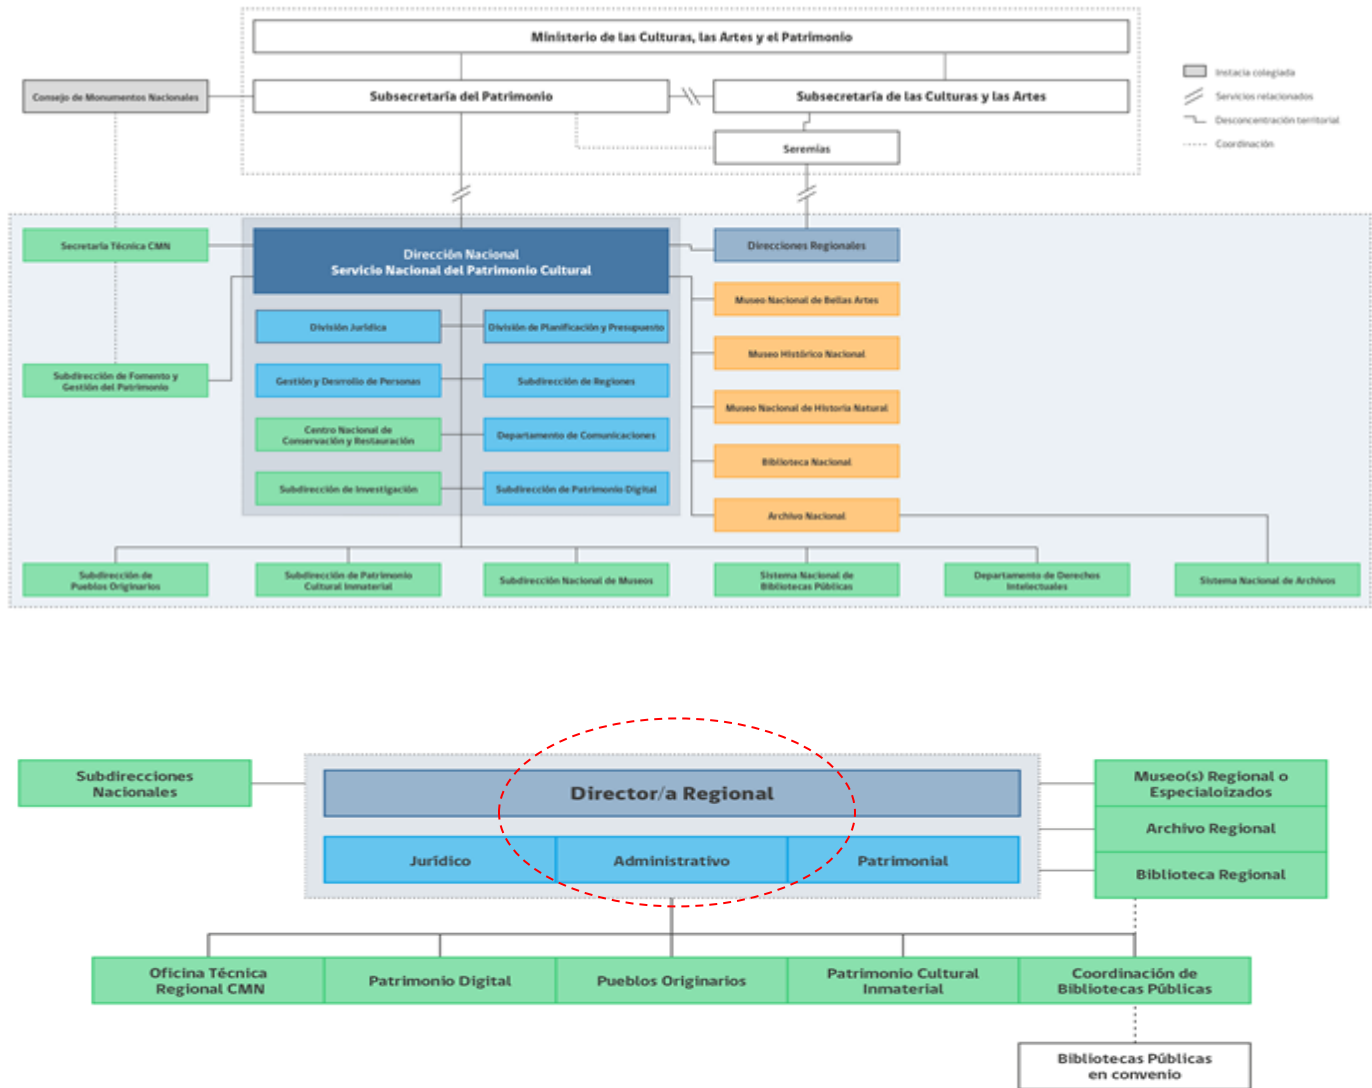 Ministerio de las Culturas, las Artes y el Patrimonio
Consejo de Monumentos Nacionales
Subsecretaría del Patrimonio
Subsecretaría de las Culturas y las Artes
Seremías
Instacia colegiada
Servicios relacionados
Desconcentración territorial
Coordinación
Secretaría Técnica CMN
Dirección Nacional
Servicio Nacional del Patrimonio Cultural
Direcciones Regionales
Museo Nacional de Bellas Artes
División Jurídica
División de Planificación y Presupuesto
Museo Histórico Nacional
Subdirección de Fomento y
Gestión del Patrimonio
Gestión y Desrrollo de Personas
Subdirección de Regiones
Museo Nacional de Historia Natural
Centro Nacional de
Conservación y Restauración
Departamento de Comunicaciones
Biblioteca Nacional
Subdirección de Investigación
Subdirección de Patrimonio Digital
Archivo Nacional
Subdirección de
Pueblos Originarios
Subdirección de Patrimonio
Cultural Inmaterial
Subdirección Nacional de Museos
Sistema Nacional de
Bibliotecas Públicas
Departamento de Derechos
Intelectuales
Sistema Nacional de Archivos
Subdirecciones
Nacionales
Director/a Regional
Museo(s) Regional o
Especialoizados
Archivo Regional
Biblioteca Regional
Jurídico
Administrativo
Patrimonial
Oficina Técnica
Regional CMN
Patrimonio Digital
Pueblos Originarios
Patrimonio Cultural
Inmaterial
Coordinación de
Bibliotecas Públicas
Bibliotecas Públicas
en convenio